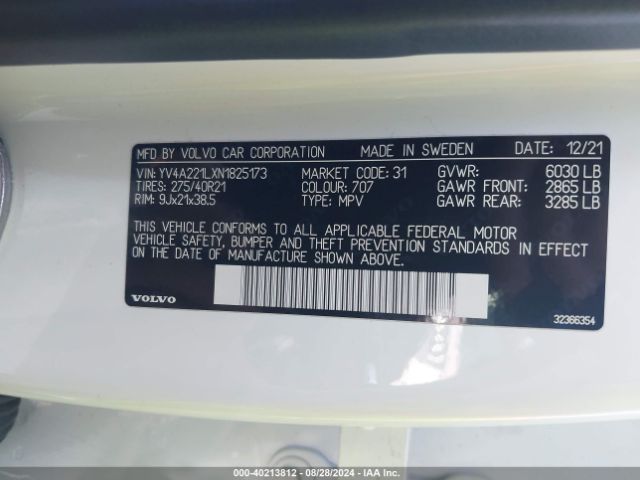 MFD BY VOLVO CAR CORPORATION MADE IN SWEDEN DATE: 12/21
VIN: YV4A221LXN1825173 MARKET CODE: 31 GVWR: 6030 LB
TIRES: 275/40R21 COLOUR: 707 GAWR FRONT: 2865 LB
RIM: 9Jx21x38.5 TYPE: MPV GAWR REAR: 3285 LB
THIS VEHICLE CONFORMS TO ALL APPLICABLE FEDERAL MOTOR
VEHICLE SAFETY, BUMPER AND THEFT PREVENTION STANDARDS IN EFFECT
ON THE DATE OF MANUFACTURE SHOWN ABOVE.
VOLVO
32366354
000-40213812 - 08/28/2024 - IAA Inc.